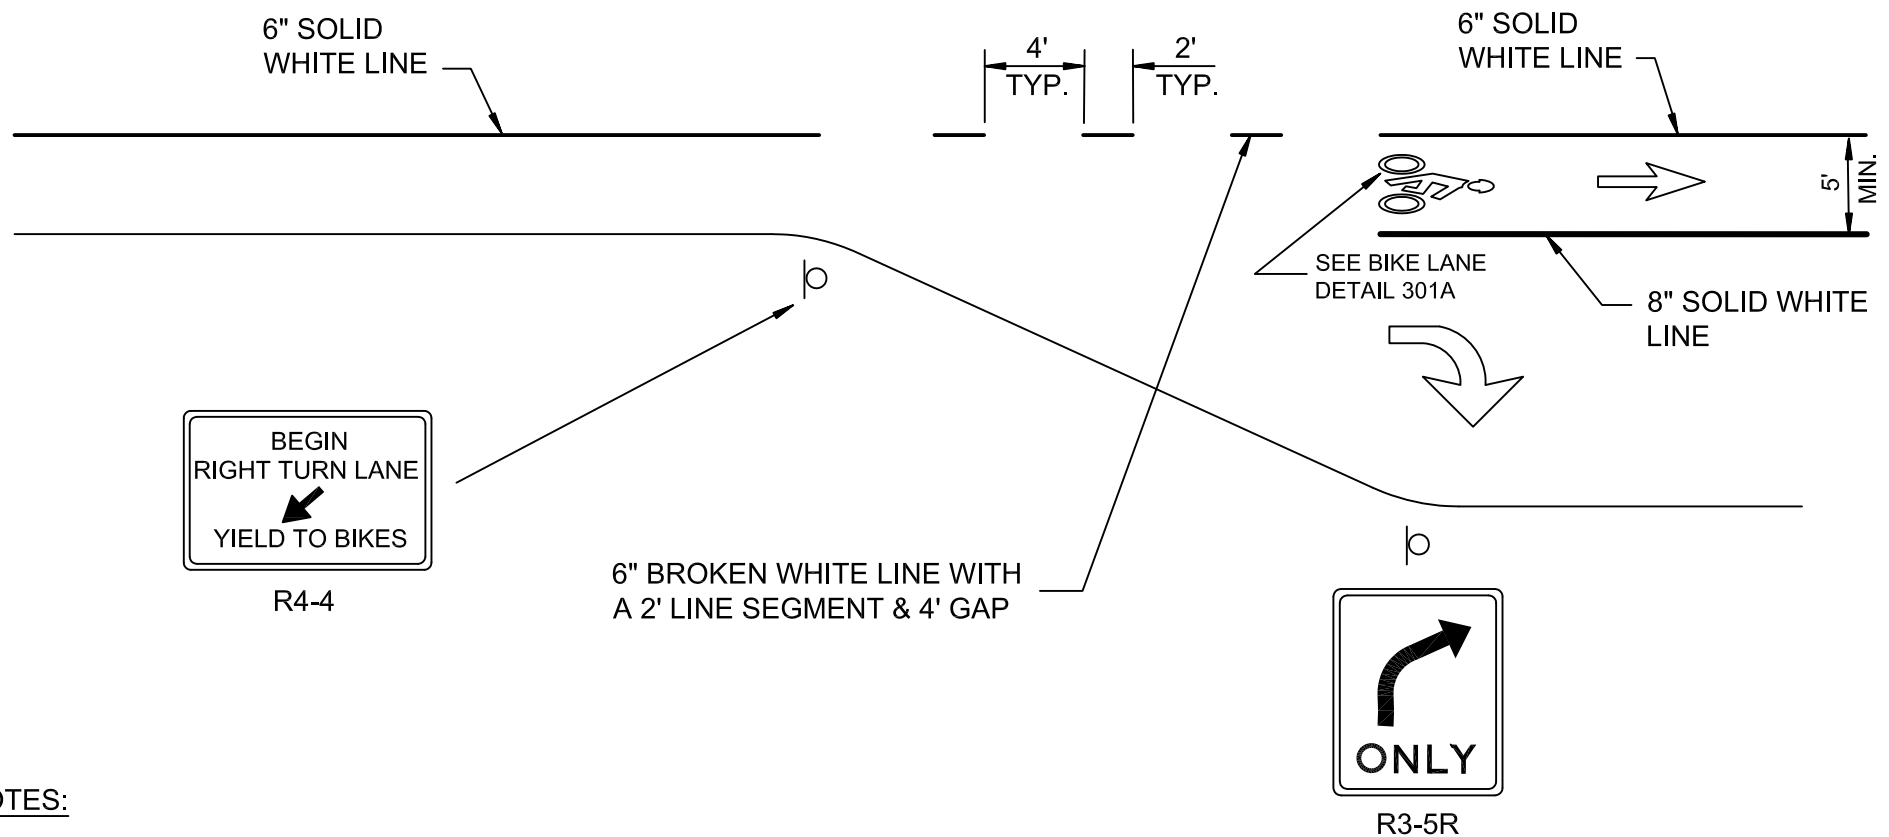 6" SOLID
WHITE LINE
4'
TYP.
2'
TYP.
6" SOLID
WHITE LINE
5'
MIN.
SEE BIKE LANE
DETAIL 301A
8" SOLID WHITE
LINE
BEGIN
RIGHT TURN LANE
YIELD TO BIKES
R4-4
6" BROKEN WHITE LINE WITH
A 2' LINE SEGMENT & 4' GAP
ONLY
R3-5R
OTES: